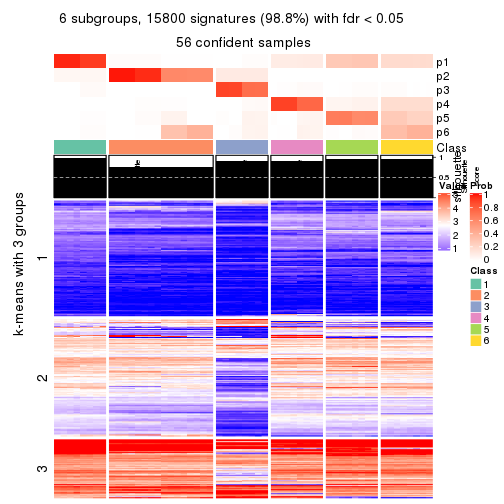 6 subgroups, 15800 signatures (98.8%) with fdr < 0.05
56 confident samples
p1
p2
p3
p4
p5
p6
Class
1
0.5
Silhouette
score
k-means with 3 groups
1
2
3
Value
4
3
2
1
Prob
1
0.8
0.6
0.4
0.2
0
Class
1
2
3
4
5
6